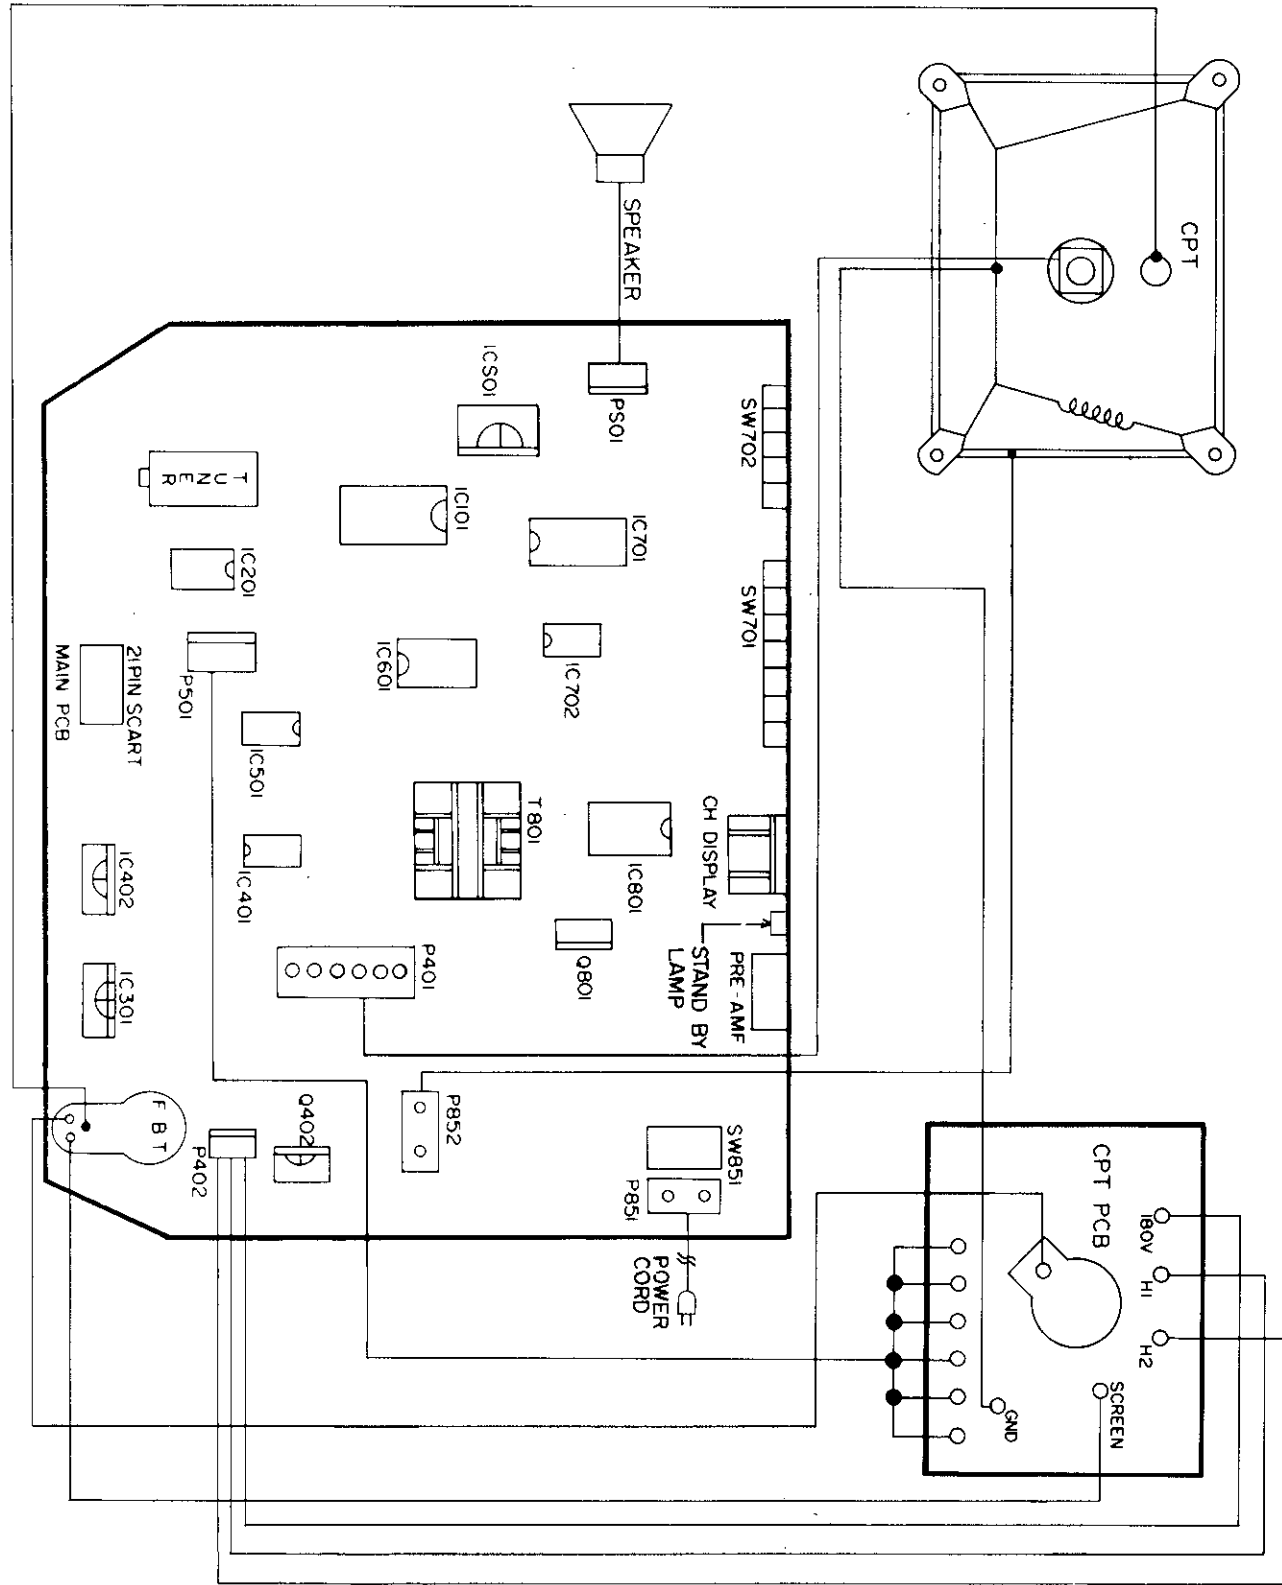 CPT
SPEAKER
PS01
ICS01
SW702
TUNER
IC101
IC701
IC201
SW701
IC702
IC601
P501
21PIN SCART
MAIN PCB
IC501
T801
CH DISPLAY
IC801
IC402
IC401
STAND BY
LAMP
PRE-AMF
Q801
P401
IC301
FBT
P402
Q402
P852
SW851
P851
POWER
CORD
CPT PCB
180V
H1
H2
SCREEN
GND